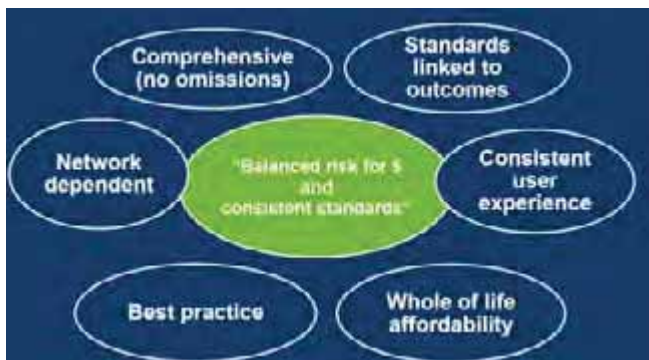 Comprehensive
(no omissions)
Standards
linked to
outcomes
Network
dependent
"Balanced risk for $
and
consistent standards"
Consistent
user
experience
Best practice
Whole of life
affordability